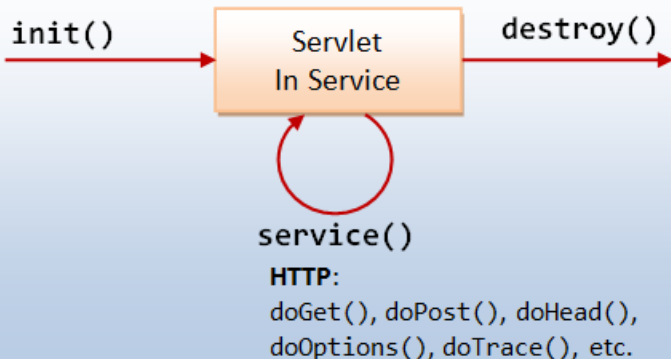 init()
Servlet
In Service
destroy()
service()
HTTP:
doGet(), doPost(), doHead(),
doOptions(), doTrace(), etc.